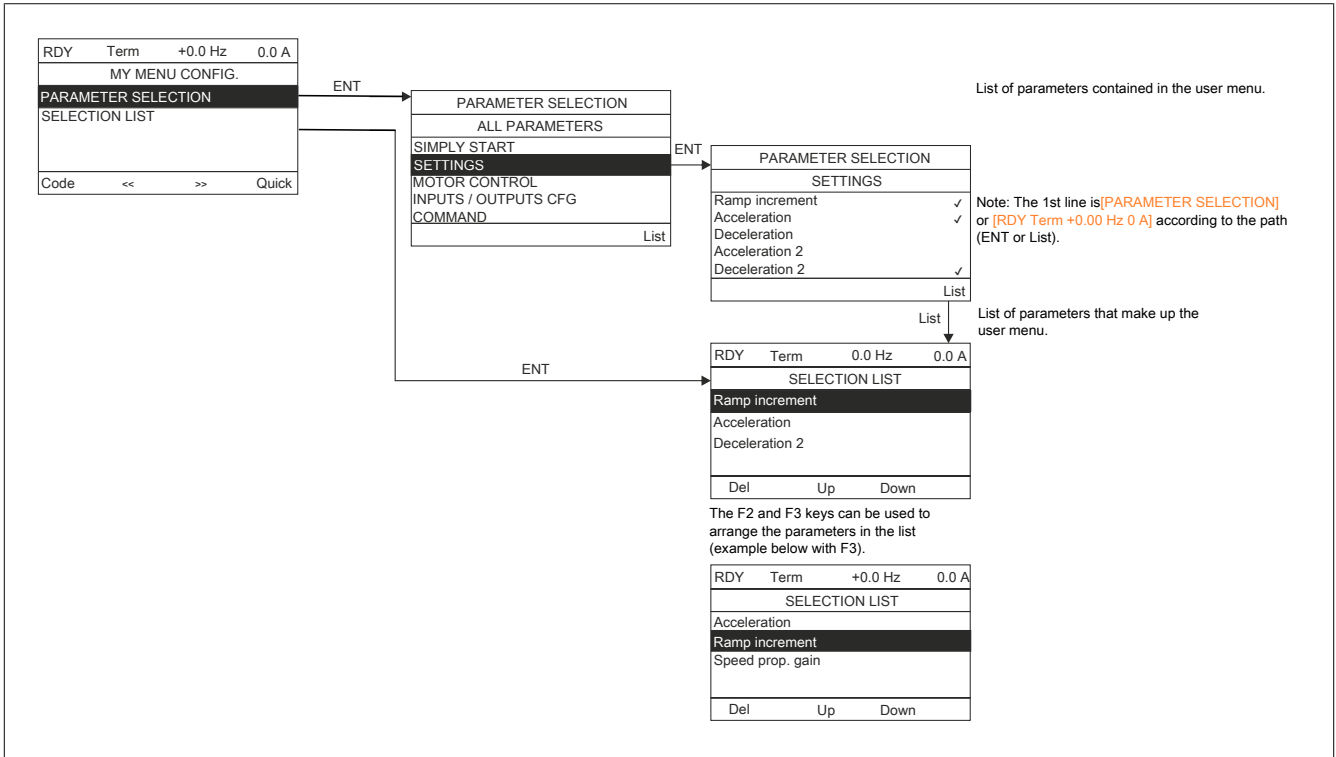 RDY Term +0.0 Hz 0.0 A
MY MENU CONFIG.
PARAMETER SELECTION
SELECTION LIST
Code << >> Quick
ENT
PARAMETER SELECTION
ALL PARAMETERS
SIMPLY START
SETTINGS
MOTOR CONTROL
INPUTS / OUTPUTS CFG
COMMAND
List
ENT
List of parameters contained in the user menu.
PARAMETER SELECTION
SETTINGS
Ramp increment ✓
Acceleration ✓
Deceleration
Acceleration 2
Deceleration 2 ✓
List
Note: The 1st line is[PARAMETER SELECTION]
or [RDY Term +0.00 Hz 0 A] according to the path
(ENT or List).
List
List of parameters that make up the
user menu.
ENT
RDY Term 0.0 Hz 0.0 A
SELECTION LIST
Ramp increment
Acceleration
Deceleration 2
Del Up Down
The F2 and F3 keys can be used to
arrange the parameters in the list
(example below with F3).
RDY Term +0.0 Hz 0.0 A
SELECTION LIST
Acceleration
Ramp increment
Speed prop. gain
Del Up Down